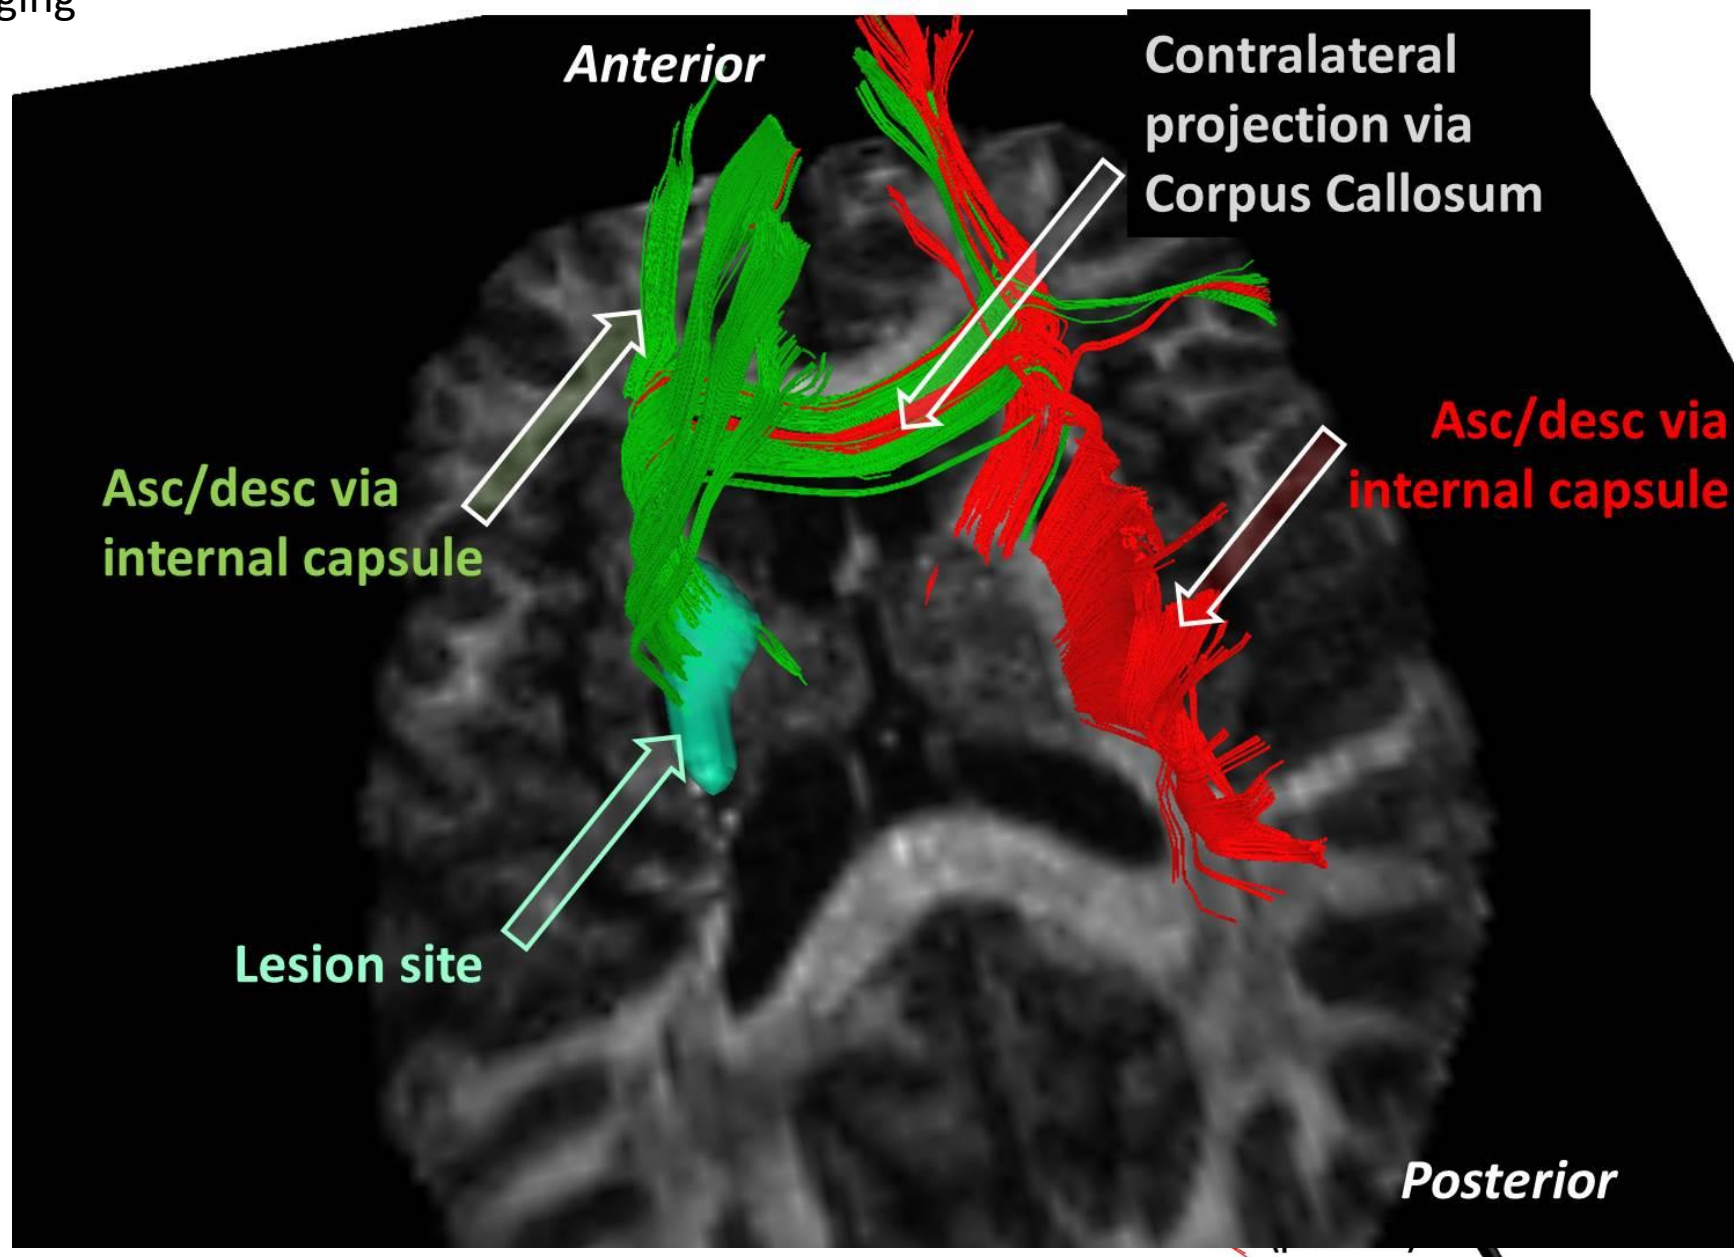 Anterior
Contralateral
projection via
Corpus Callosum
Asc/desc via
internal capsule
Asc/desc via
internal capsule
Lesion site
Posterior